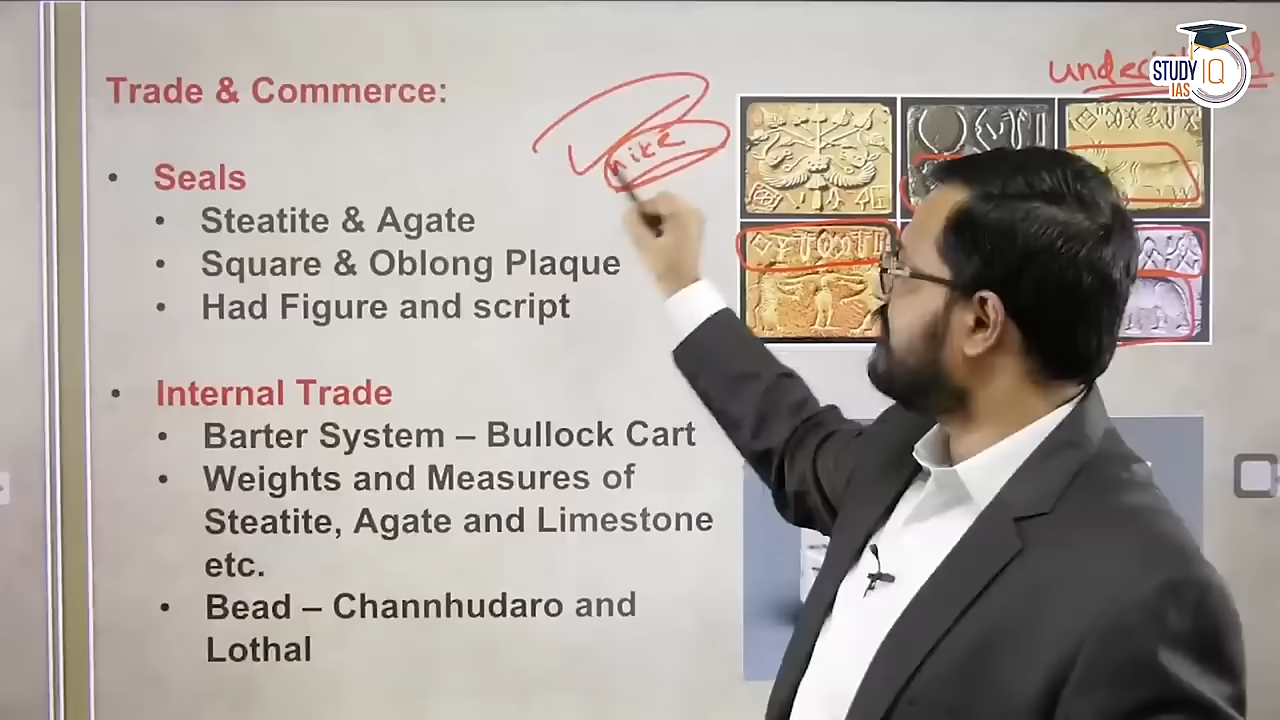 STUDY IQ
IAS
Trade & Commerce:
nike
• Seals
• Steatite & Agate
• Square & Oblong Plaque
• Had Figure and script
• Internal Trade
• Barter System – Bullock Cart
• Weights and Measures of
Steatite, Agate and Limestone
etc.
• Bead – Channhudaro and
Lothal